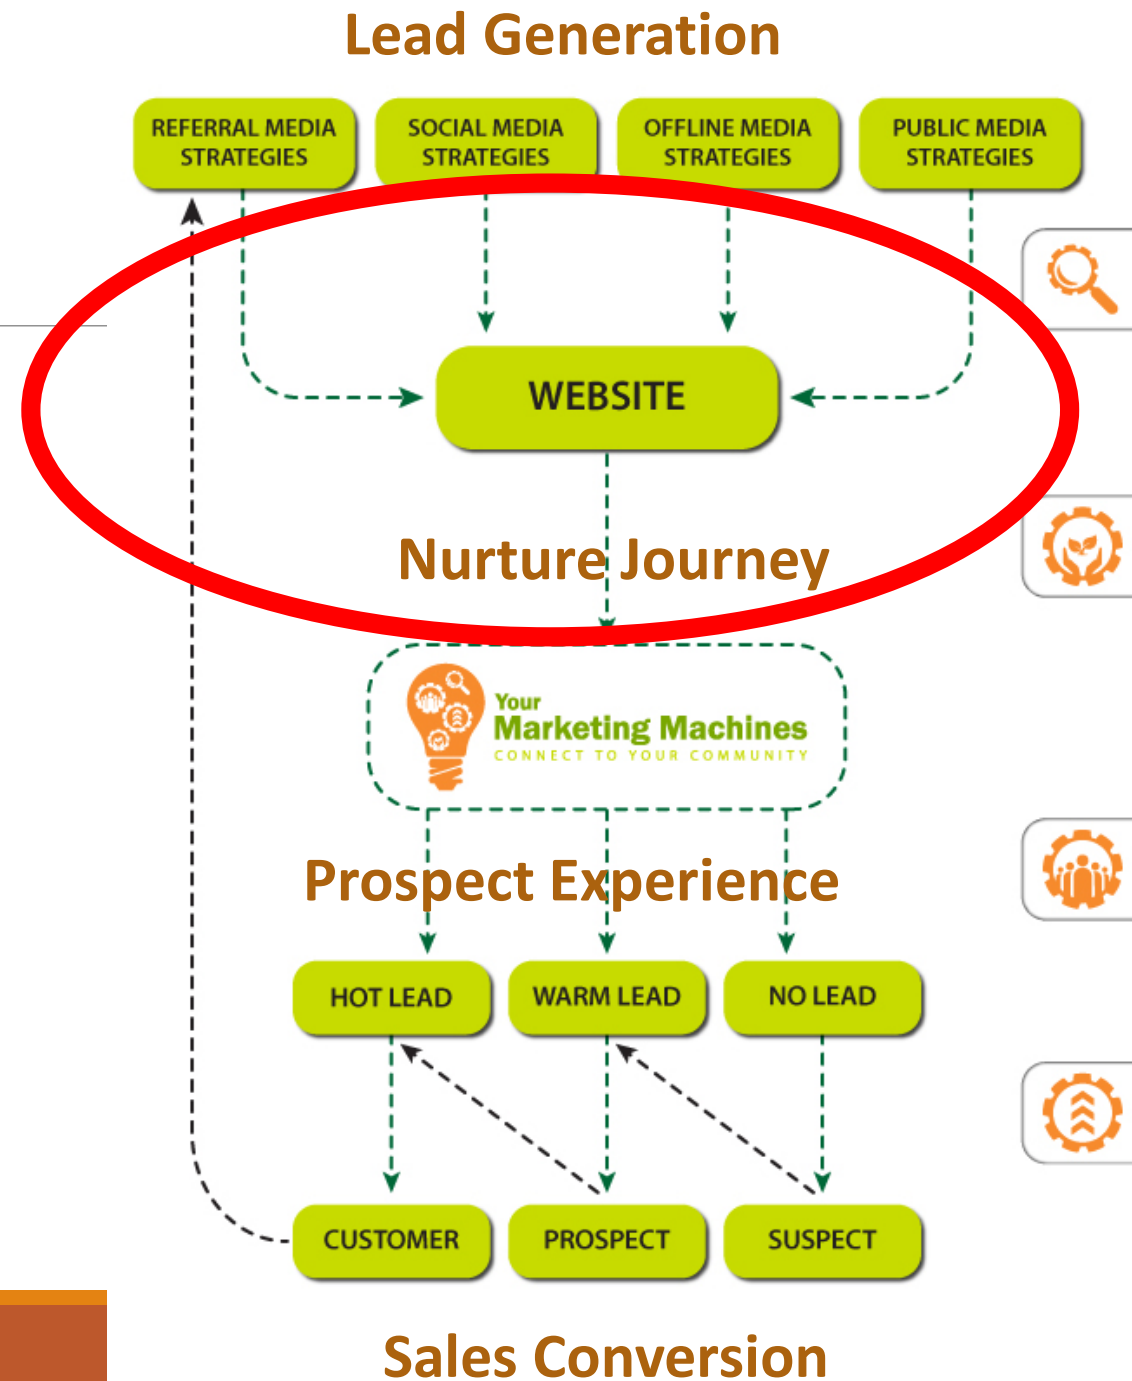 Lead Generation
REFERRAL MEDIA
STRATEGIES
SOCIAL MEDIA
STRATEGIES
OFFLINE MEDIA
STRATEGIES
PUBLIC MEDIA
STRATEGIES
WEBSITE
Nurture Journey
Your
Marketing Machines
CONNECT TO YOUR COMMUNITY
Prospect Experience
HOT LEAD
WARM LEAD
NO LEAD
CUSTOMER
PROSPECT
SUSPECT
Sales Conversion